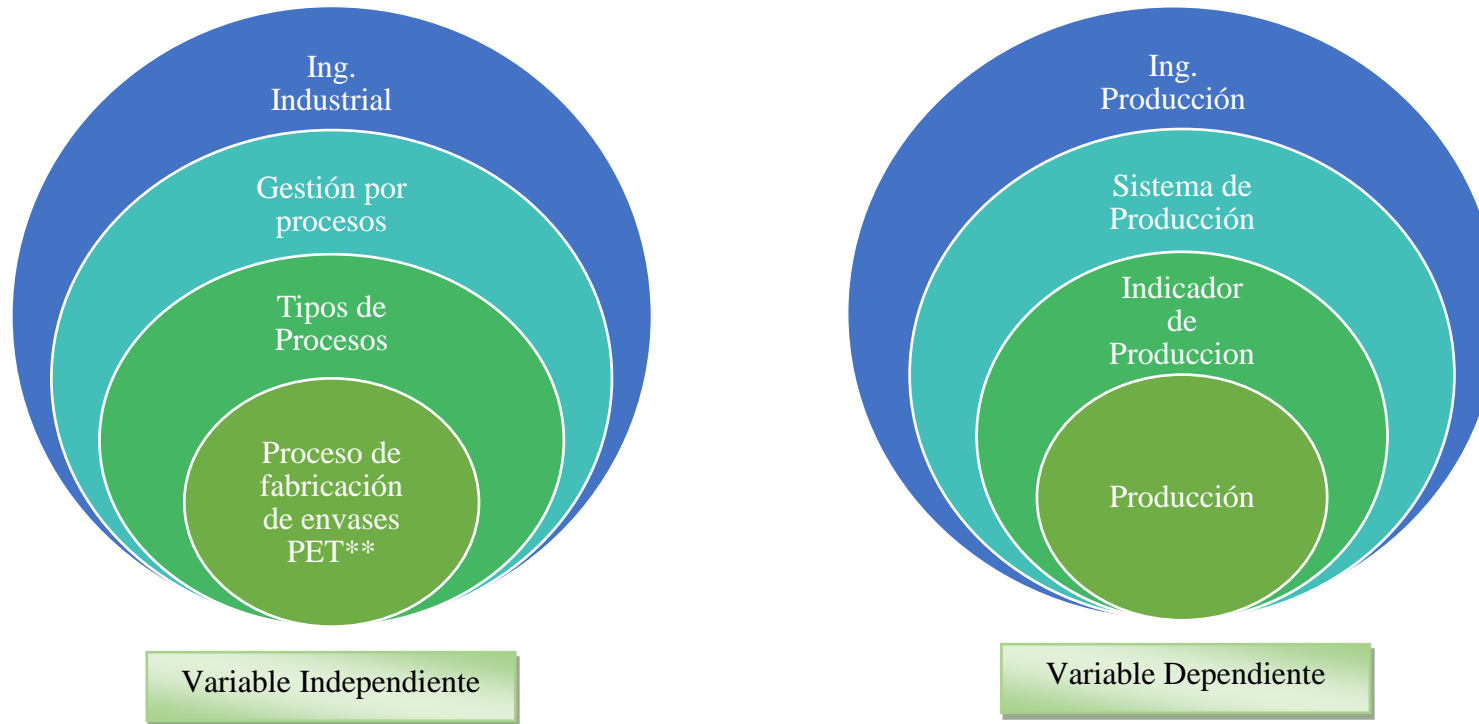 Ing.
Industrial
Gestión por
procesos
Tipos de
Procesos
Proceso de
fabricación
de envases
PET**
Variable Independiente
Ing.
Producción
Sistema de
Producción
Indicador
de
Produccion
Producción
Variable Dependiente